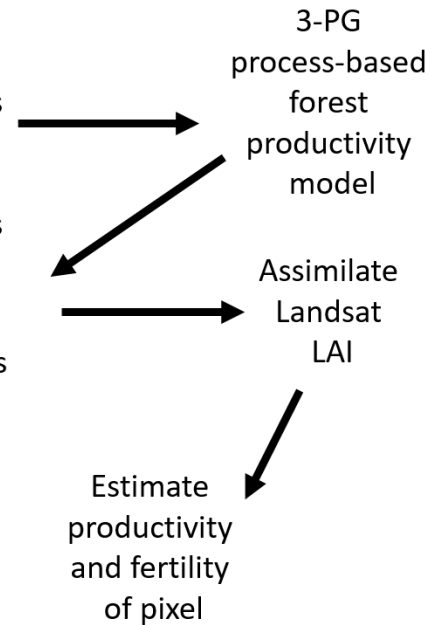 3-PG
process-based
forest
productivity
model
Assimilate
Landsat
LAI
Estimate
productivity
and fertility
of pixel